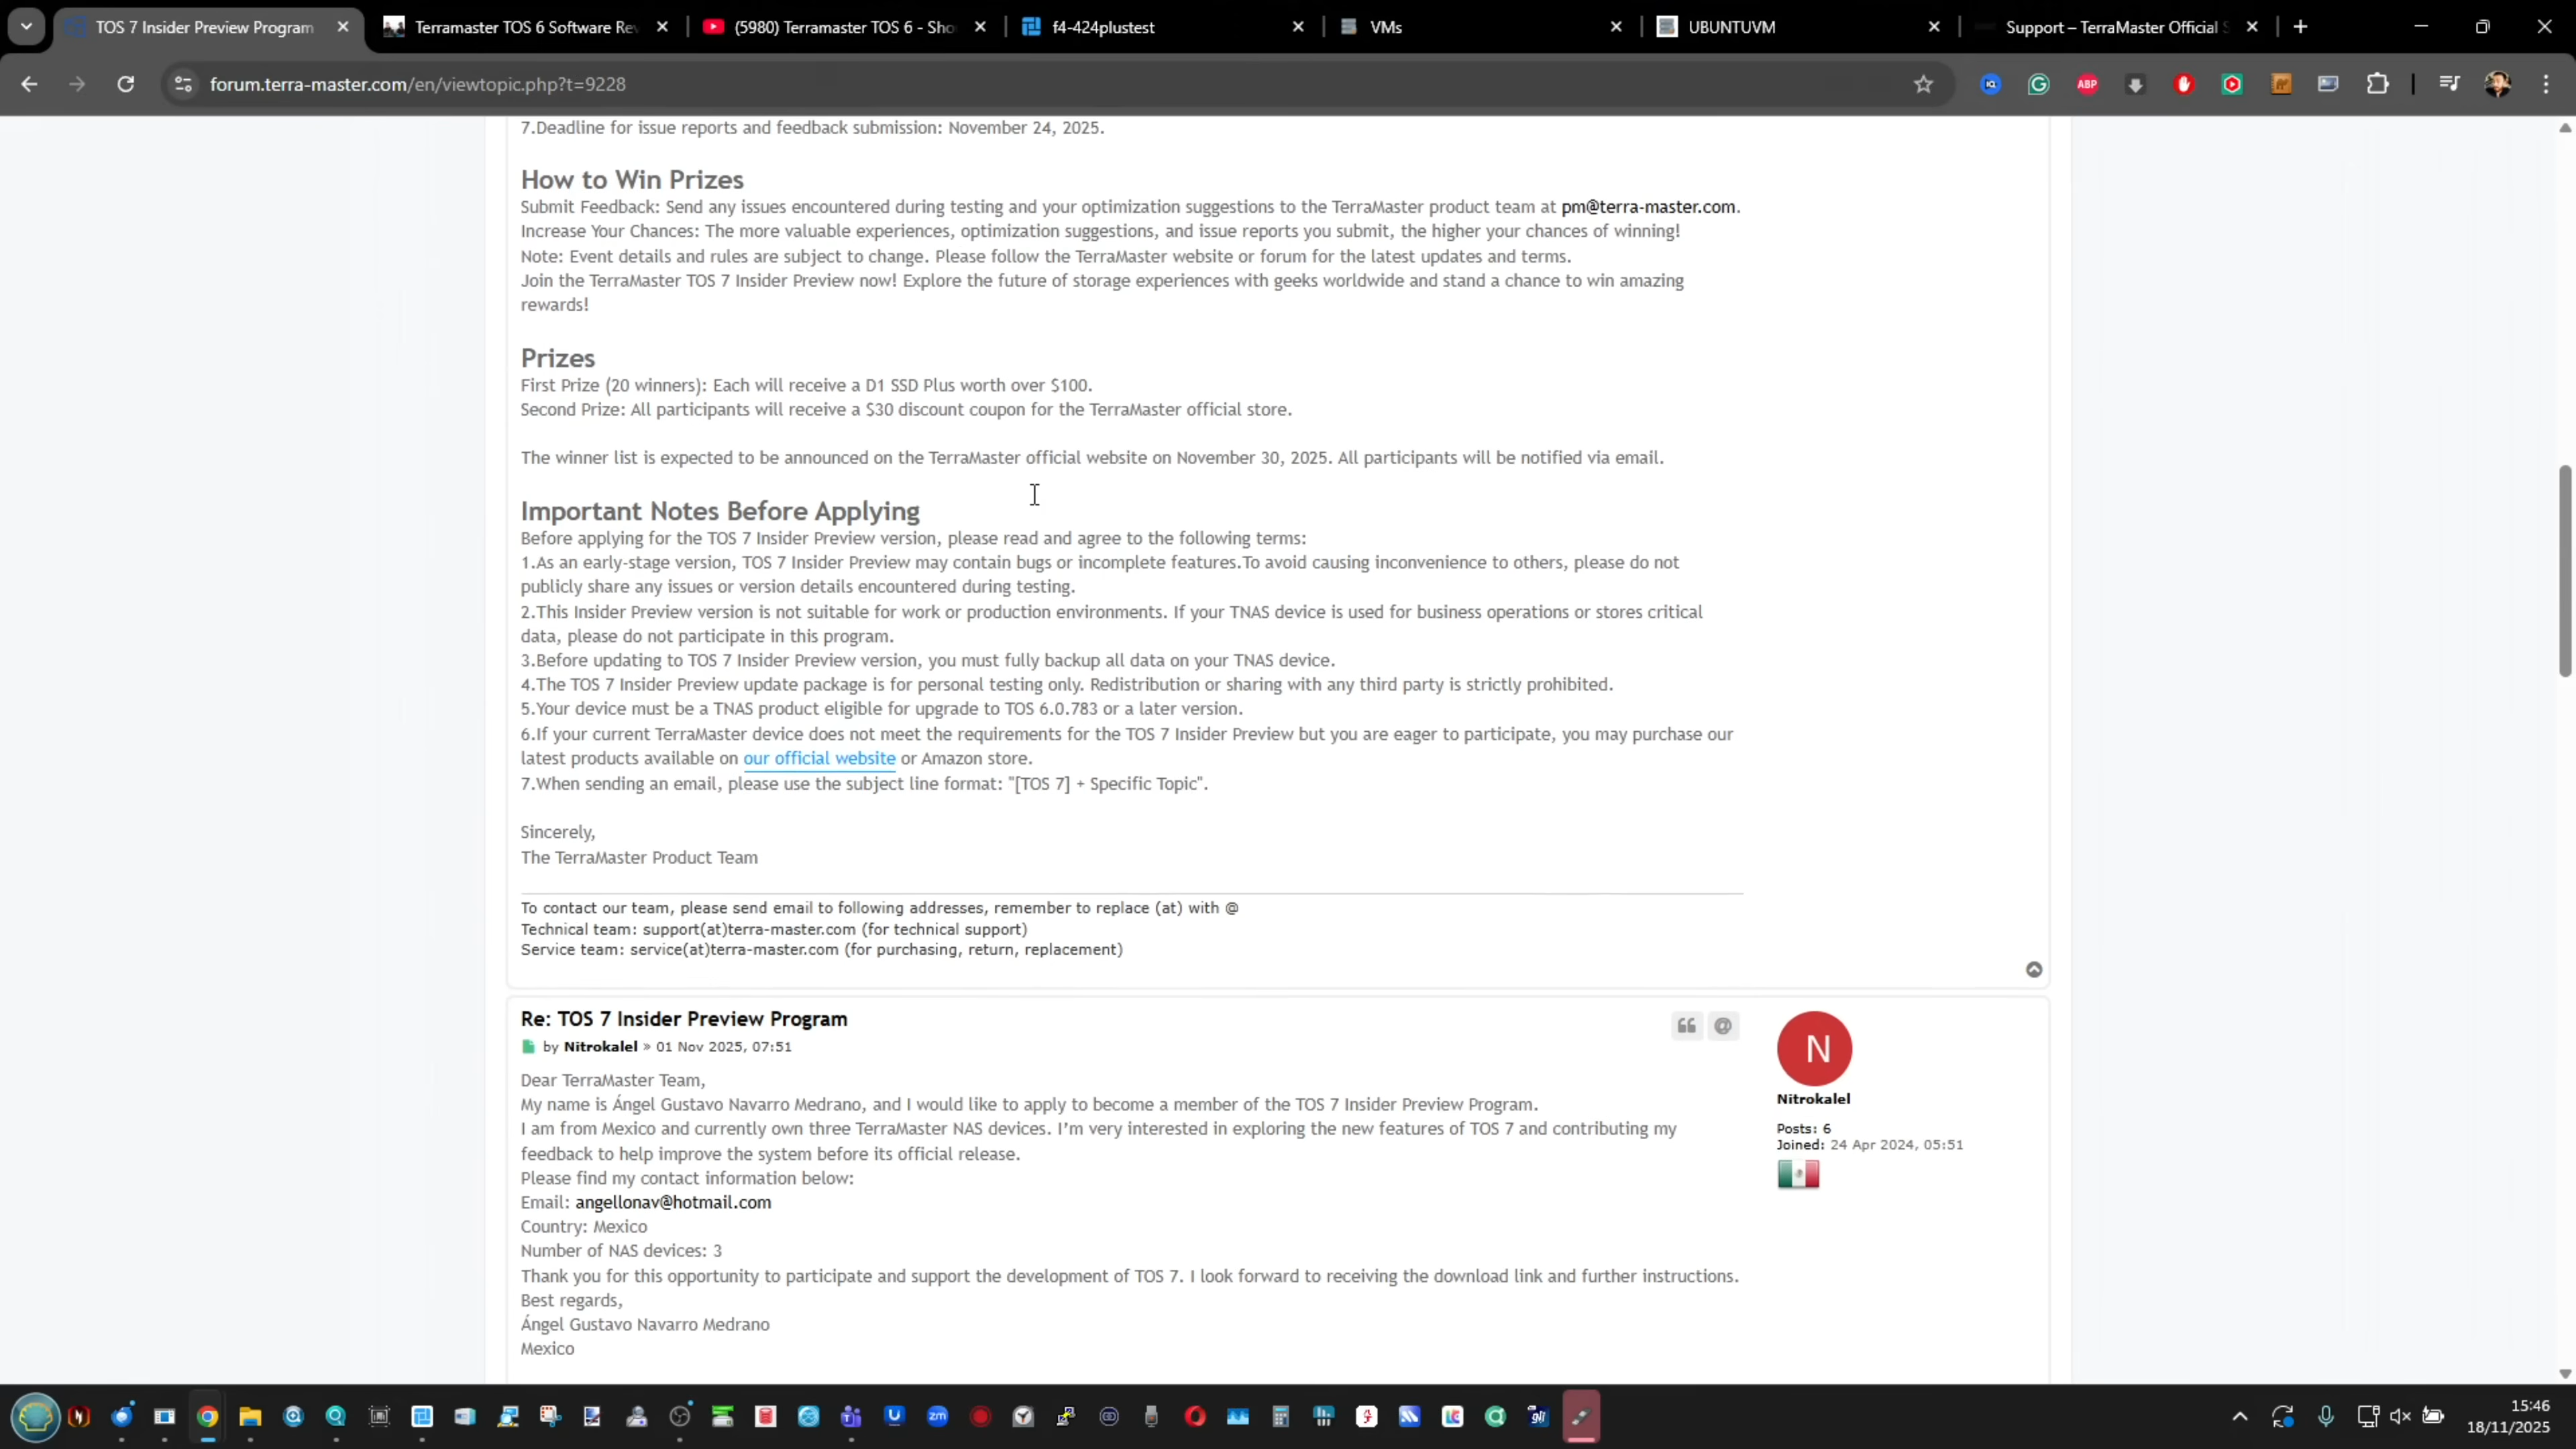 TOS 7 Insider Preview Program
Terramaster TOS 6 Software Rev
(5980) Terramaster TOS 6 - Sho
f4-424plustest
VMs
UBUNTUVM
Support – TerraMaster Official S
forum.terra-master.com/en/viewtopic.php?t=9228
ABP
7.Deadline for issue reports and feedback submission: November 24, 2025.
How to Win Prizes
Submit Feedback: Send any issues encountered during testing and your optimization suggestions to the TerraMaster product team at pm@terra-master.com.
Increase Your Chances: The more valuable experiences, optimization suggestions, and issue reports you submit, the higher your chances of winning!
Note: Event details and rules are subject to change. Please follow the TerraMaster website or forum for the latest updates and terms.
Join the TerraMaster TOS 7 Insider Preview now! Explore the future of storage experiences with geeks worldwide and stand a chance to win amazing
rewards!
Prizes
First Prize (20 winners): Each will receive a D1 SSD Plus worth over $100.
Second Prize: All participants will receive a $30 discount coupon for the TerraMaster official store.
The winner list is expected to be announced on the TerraMaster official website on November 30, 2025. All participants will be notified via email.
Important Notes Before Applying
Before applying for the TOS 7 Insider Preview version, please read and agree to the following terms:
1.As an early-stage version, TOS 7 Insider Preview may contain bugs or incomplete features.To avoid causing inconvenience to others, please do not
publicly share any issues or version details encountered during testing.
2.This Insider Preview version is not suitable for work or production environments. If your TNAS device is used for business operations or stores critical
data, please do not participate in this program.
3.Before updating to TOS 7 Insider Preview version, you must fully backup all data on your TNAS device.
4.The TOS 7 Insider Preview update package is for personal testing only. Redistribution or sharing with any third party is strictly prohibited.
5.Your device must be a TNAS product eligible for upgrade to TOS 6.0.783 or a later version.
6.If your current TerraMaster device does not meet the requirements for the TOS 7 Insider Preview but you are eager to participate, you may purchase our
latest products available on our official website or Amazon store.
7.When sending an email, please use the subject line format: "[TOS 7] + Specific Topic".
Sincerely,
The TerraMaster Product Team
To contact our team, please send email to following addresses, remember to replace (at) with @
Technical team: support(at)terra-master.com (for technical support)
Service team: service(at)terra-master.com (for purchasing, return, replacement)
Re: TOS 7 Insider Preview Program
by Nitrokalel » 01 Nov 2025, 07:51
N
Nitrokalel
Posts: 6
Joined: 24 Apr 2024, 05:51
Dear TerraMaster Team,
My name is Ángel Gustavo Navarro Medrano, and I would like to apply to become a member of the TOS 7 Insider Preview Program.
I am from Mexico and currently own three TerraMaster NAS devices. I'm very interested in exploring the new features of TOS 7 and contributing my
feedback to help improve the system before its official release.
Please find my contact information below:
Email: angellonav@hotmail.com
Country: Mexico
Number of NAS devices: 3
Thank you for this opportunity to participate and support the development of TOS 7. I look forward to receiving the download link and further instructions.
Best regards,
Ángel Gustavo Navarro Medrano
Mexico
zm
15:46
18/11/2025